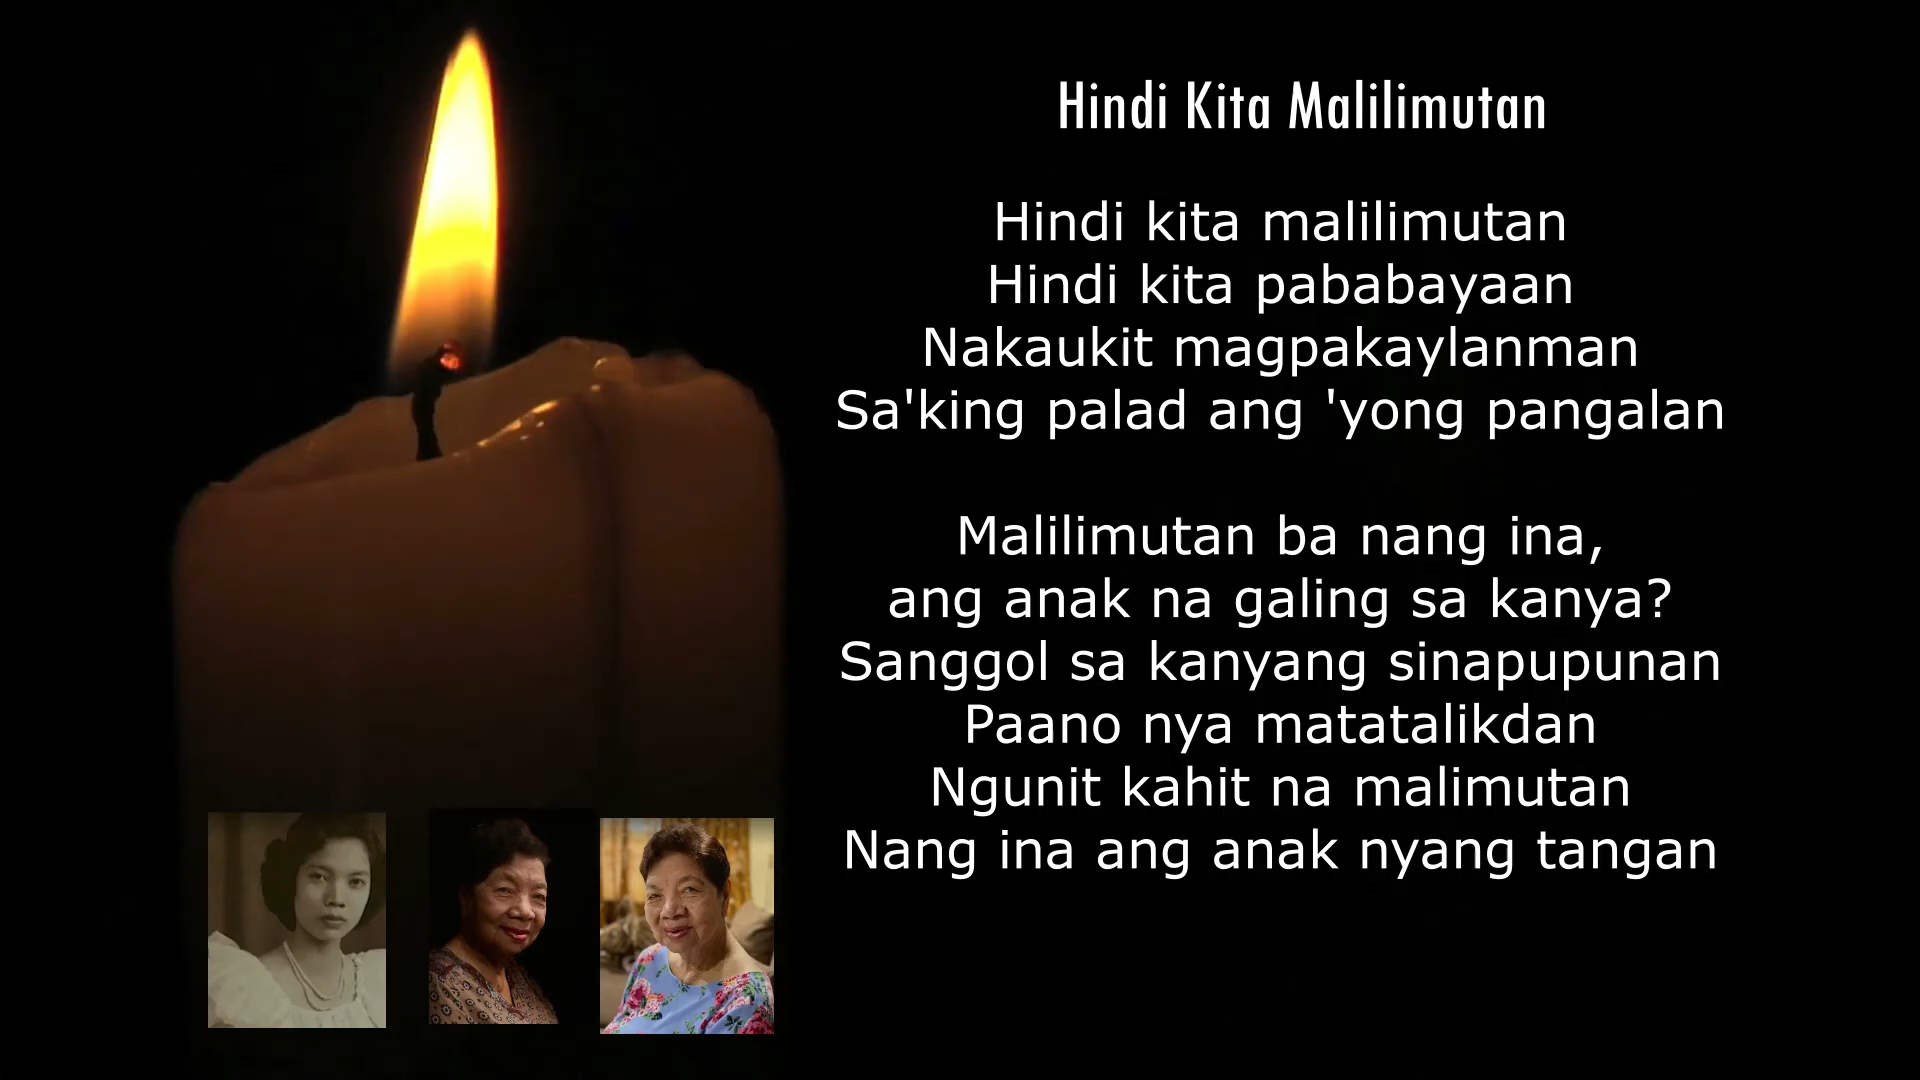 Hindi Kita Malilimutan
Hindi kita malilimutan
Hindi kita pababayaan
Nakaukit magpakaylanman
Sa'king palad ang 'yong pangalan
Malilimutan ba nang ina,
ang anak na galing sa kanya?
Sanggol sa kanyang sinapupunan
Paano nya matatalikdan
Ngunit kahit na malimutan
Nang ina ang anak nyang tangan